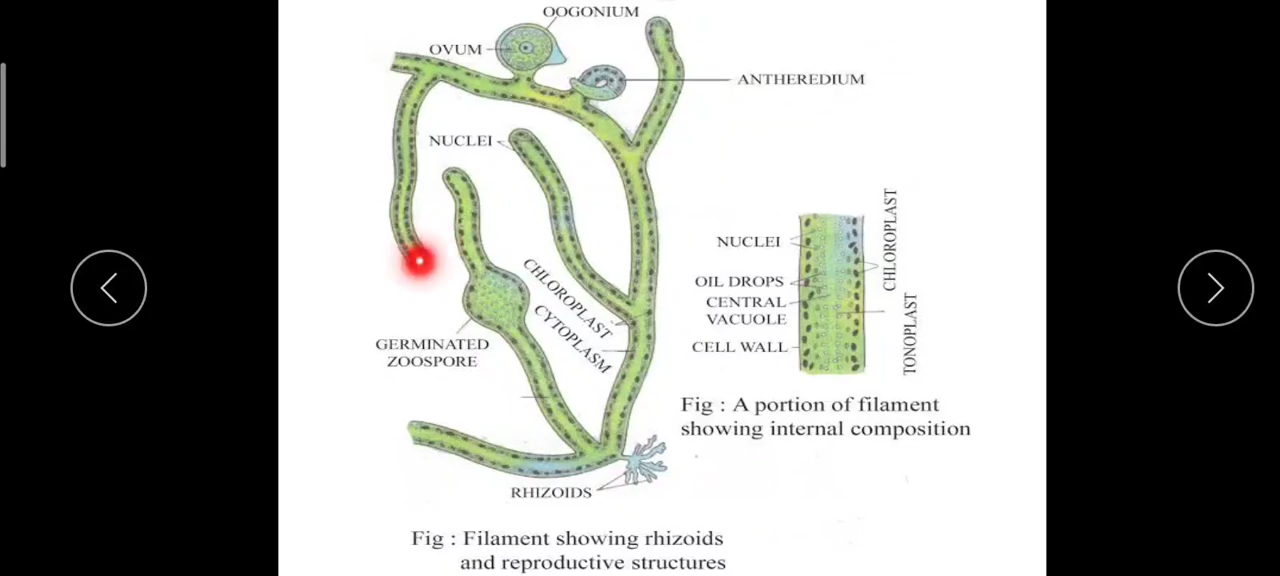 OOGONIUM
OVUM
ANTHEREDIUM
NUCLEI
CHLOROPLAST
CYTOPLASM
GERMINATED
ZOOSPORE
RHIZOIDS
Fig : Filament showing rhizoids
and reproductive structures
NUCLEI
OIL DROPS
CENTRAL
VACUOLE
CELL WALL
CHLOROPLAST
TONOPLAST
Fig : A portion of filament
showing internal composition